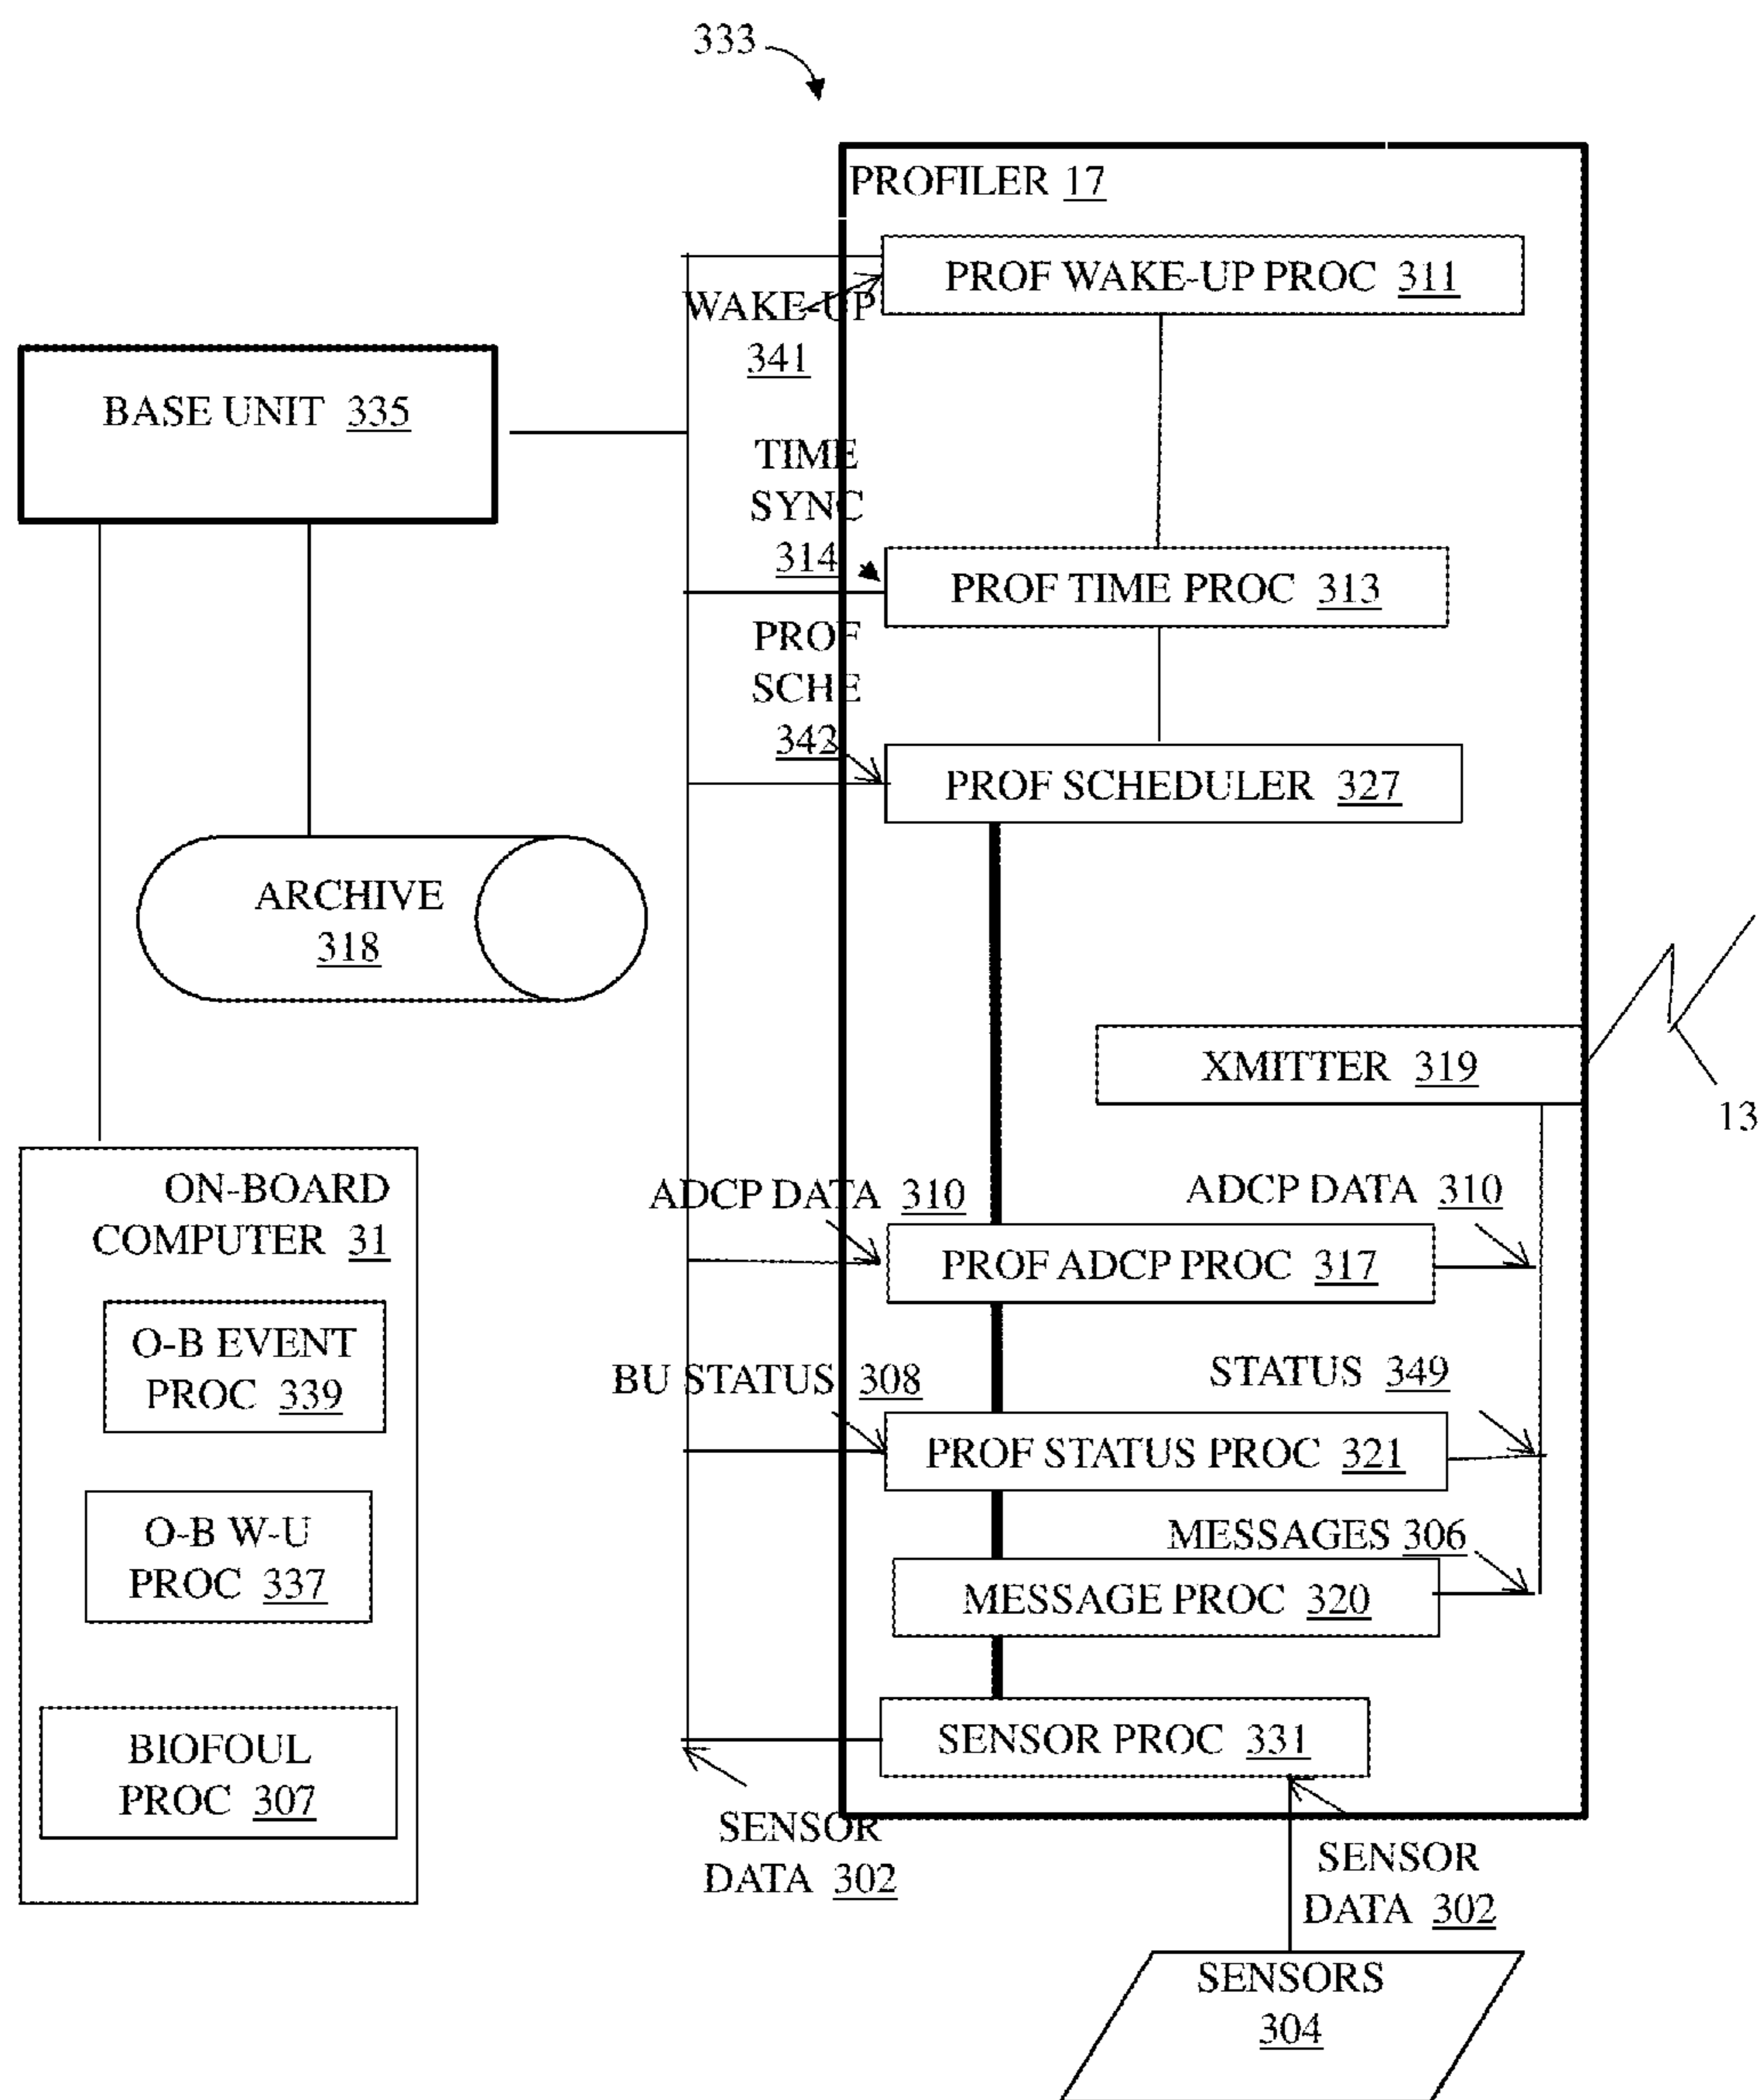 333
PROFILER 17
PROF WAKE-UP PROC 311
WAKE-UP
341
BASE UNIT 335
TIME
SYNC
314
PROF TIME PROC 313
PROF
SCHE
342
PROF SCHEDULER 327
ARCHIVE
318
XMITTER 319
13
ON-BOARD
COMPUTER 31
ADCP DATA 310
ADCP DATA 310
PROF ADCP PROC 317
O-B EVENT
PROC 339
BU STATUS 308
STATUS 349
PROF STATUS PROC 321
O-B W-U
PROC 337
MESSAGES 306
MESSAGE PROC 320
BIOFOUL
PROC 307
SENSOR PROC 331
SENSOR
DATA 302
SENSOR
DATA 302
SENSORS
304